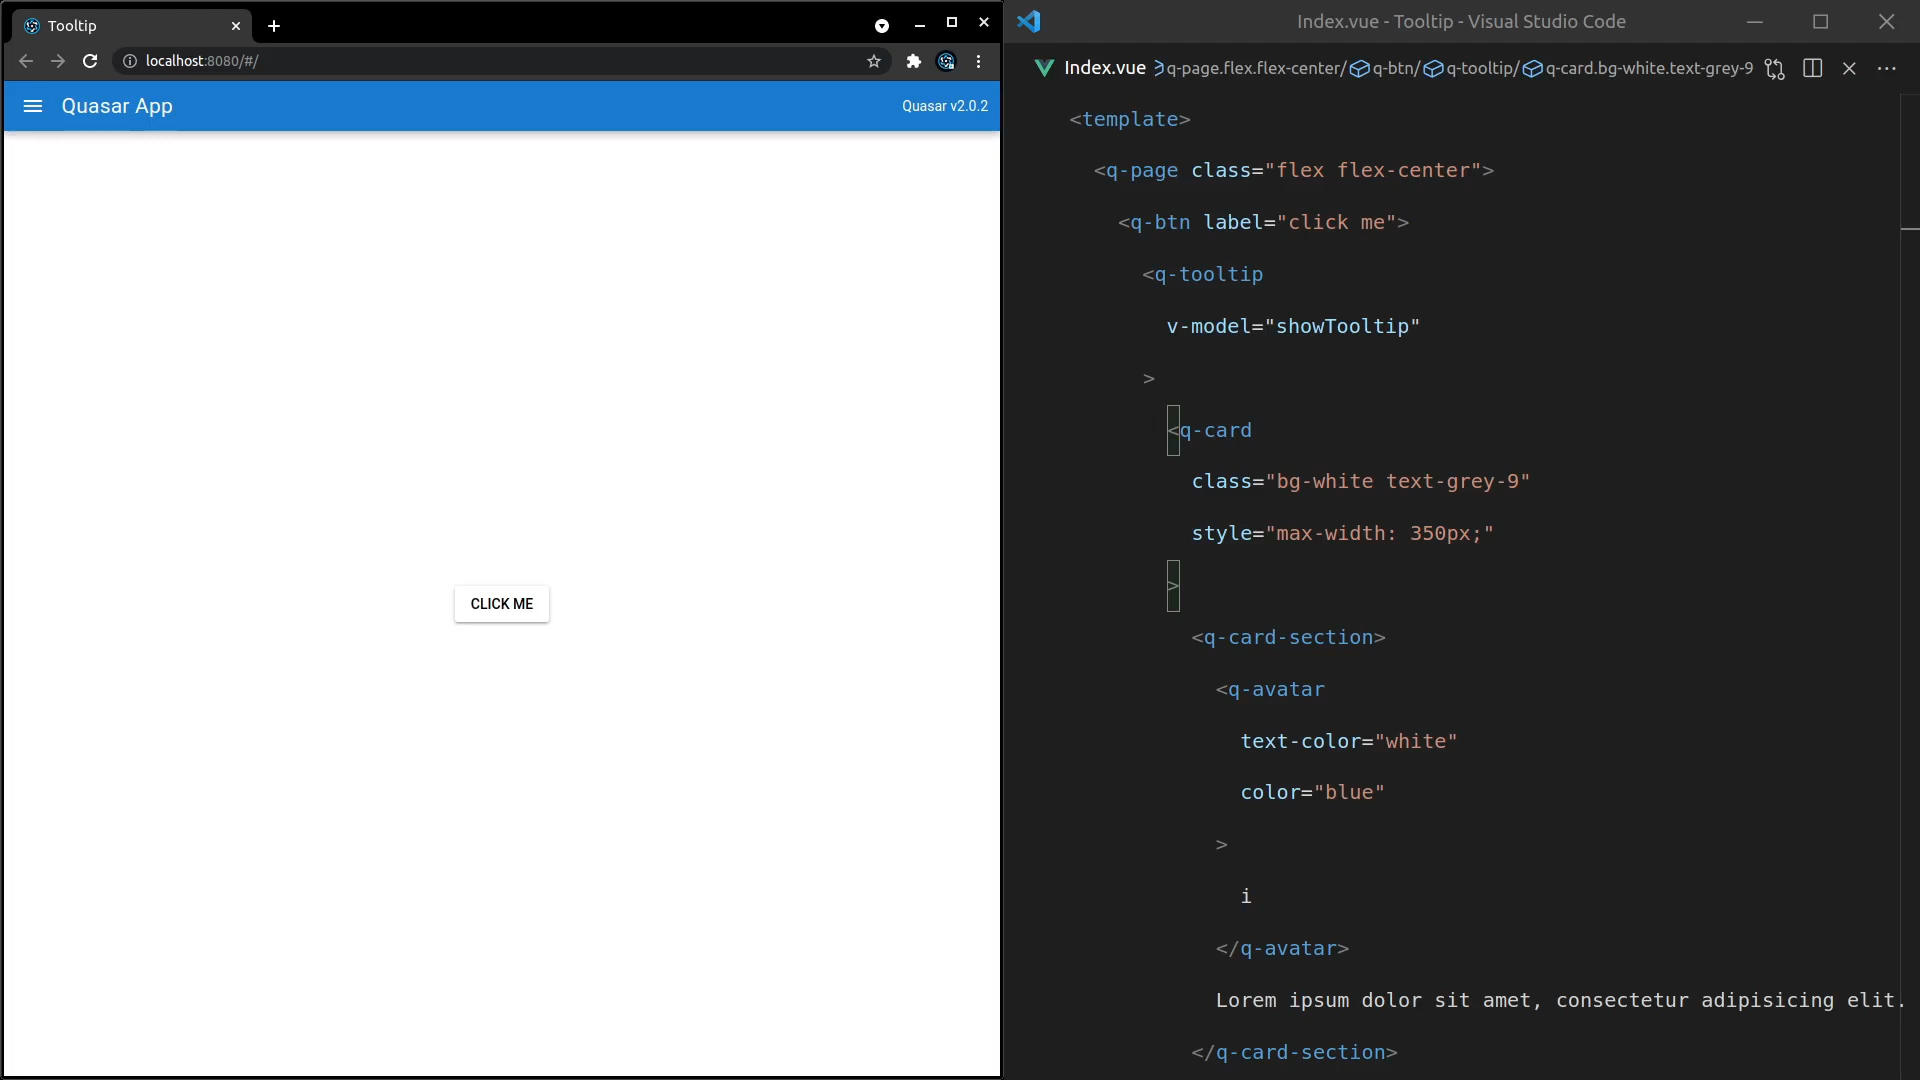 Tooltip
localhost:8080/#/
Quasar App
Quasar v2.0.2
CLICK ME
Index.vue - Tooltip - Visual Studio Code
Index.vue q-page.flex.flex-center/ q-btn/ q-tooltip/ q-card.bg-white.text-grey-9
<template>
<q-page class="flex flex-center">
<q-btn label="click me">
<q-tooltip
v-model="showTooltip"
>
<q-card
class="bg-white text-grey-9"
style="max-width: 350px;"
>
<q-card-section>
<q-avatar
text-color="white"
color="blue"
>
i
</q-avatar>
Lorem ipsum dolor sit amet, consectetur adipisicing elit.
</q-card-section>